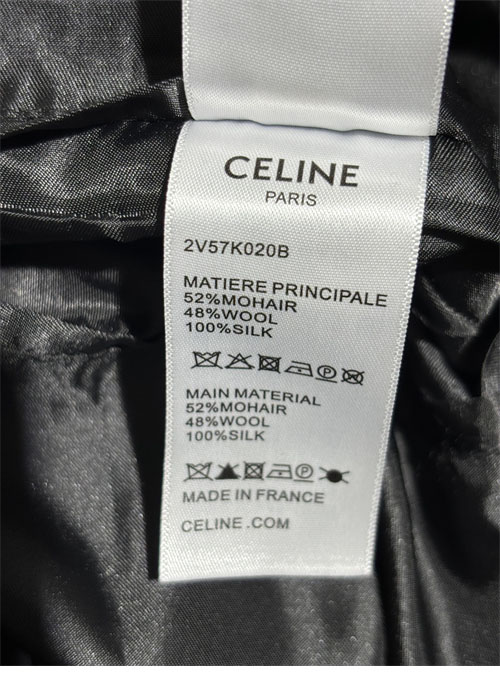 CELINE
PARIS
2V57K020B
MATIERE PRINCIPALE
52%MOHAIR
48%WOOL
100%SILK
MAIN MATERIAL
52%MOHAIR
48%WOOL
100%SILK
MADE IN FRANCE
CELINE .COM